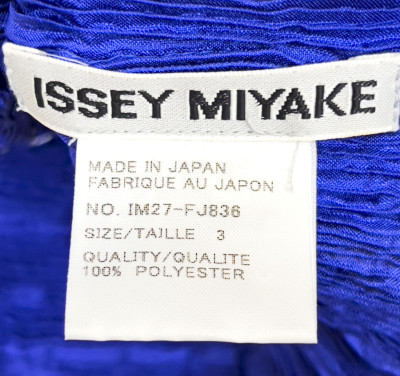 ISSEY MIYAKE
MADE IN JAPAN
FABRIQUE AU JAPON
NO. IM27-FJ836
SIZE/TAILLE 3
QUALITY/QUALITE
100% POLYESTER